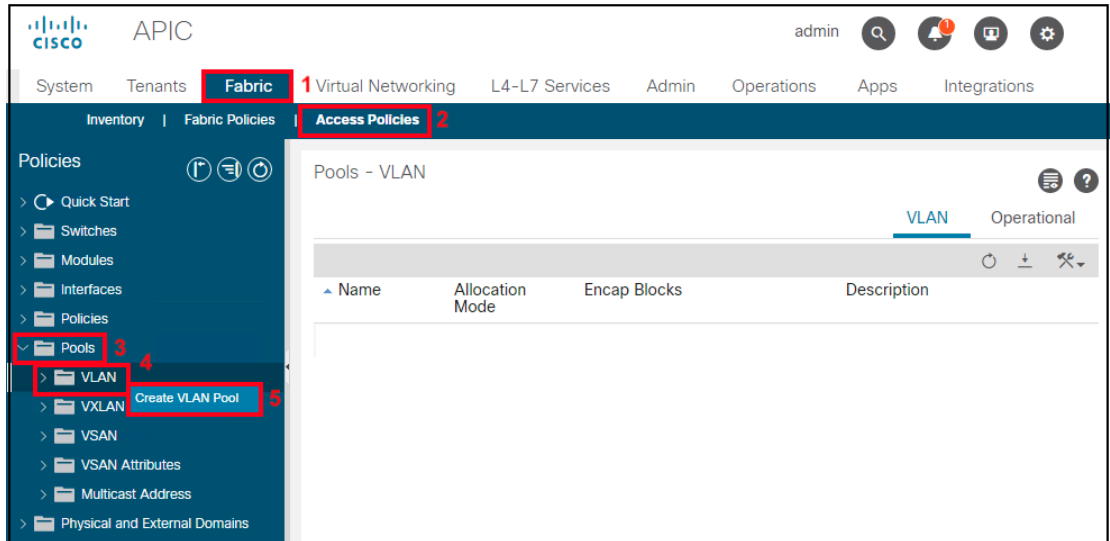 cisco APIC admin 1
System Tenants Fabric 1 Virtual Networking L4-L7 Services Admin Operations Apps Integrations
Inventory | Fabric Policies | Access Policies 2
Policies
Quick Start
Switches
Modules
Interfaces
Policies
Pools 3
VLAN 4
Create VLAN Pool 5
VXLAN
VSAN
VSAN Attributes
Multicast Address
Physical and External Domains
Pools - VLAN
?
VLAN Operational
Name Allocation Mode Encap Blocks Description